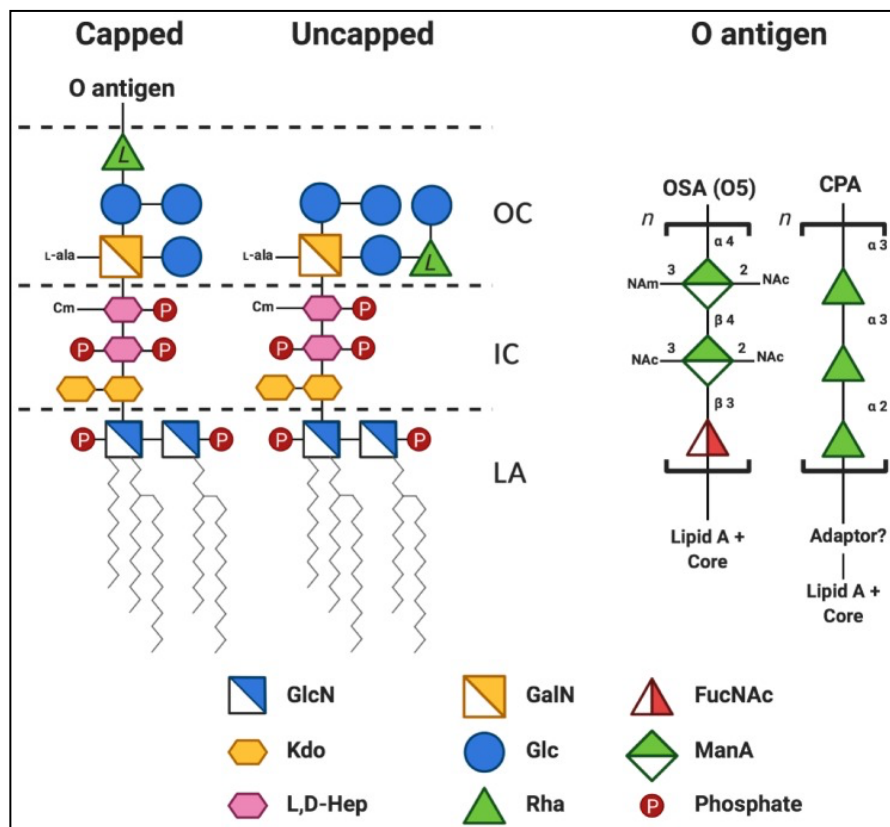 Capped Uncapped O antigen
O antigen
L
OC
OSA (O5) CPA
n n
α 4 α 3
L-ala L-ala L
3 2
NAm NAc
Cm P Cm P
β 4 α 3
IC
P P P P
3 2
NAc NAc
β 3 α 2
P P P P
LA
Lipid A +
Core
Adaptor?
Lipid A +
Core
GlcN GalN FucNAc
Kdo Glc ManA
L,D-Hep Rha P Phosphate